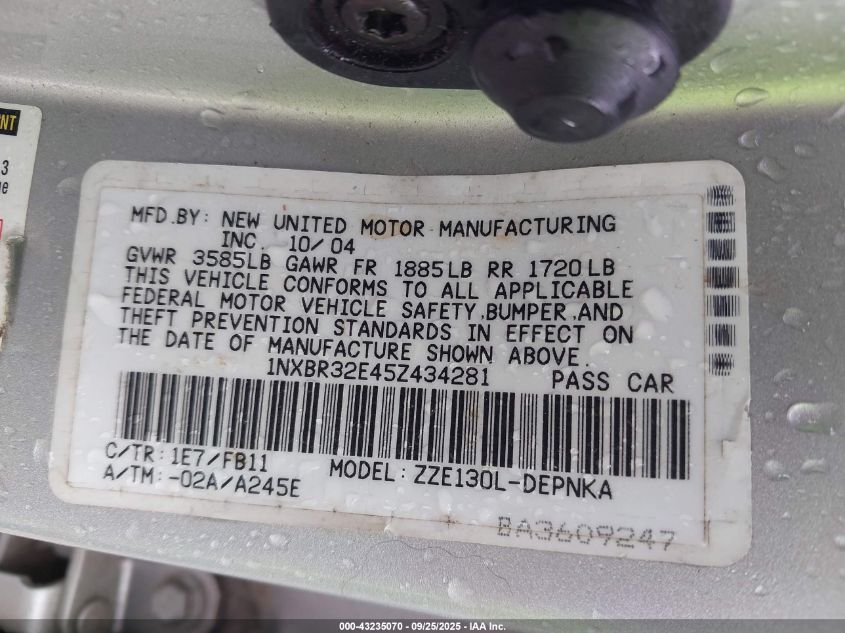 NT
3
ue
MFD.BY: NEW UNITED MOTOR MANUFACTURING
INC. 10/04
GVWR 3585LB GAWR FR 1885LB RR 1720LB
THIS VEHICLE CONFORMS TO ALL APPLICABLE
FEDERAL MOTOR VEHICLE SAFETY.BUMPER.AND
THEFT PREVENTION STANDARDS IN EFFECT ON
THE DATE OF MANUFACTURE SHOWN ABOVE.
1NXBR32E45Z434281 PASS CAR
C/TR:1E7/FB11
A/TM:-02A/A245E MODEL:ZZE130L-DEPNKA
BA3609247
000-43235070 - 09/25/2025 - IAA Inc.